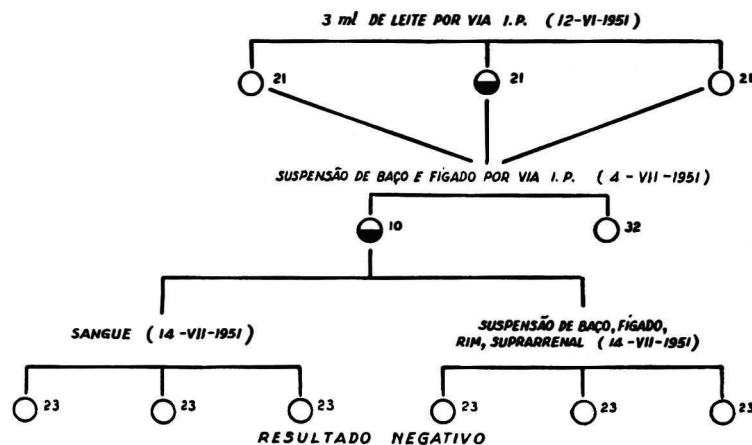 3 ml DE LEITE POR VIA I.P. (12-VI-1951)
21 21 21
SUSPENSÃO DE BAÇO E FÍGADO POR VIA I.P. (4-VII-1951)
10 32
SANGUE (14-VII-1951)
SUSPENSÃO DE BAÇO, FÍGADO,
RIM, SUPRARRENAL (14-VII-1951)
23 23 23 23 23 23
RESULTADO NEGATIVO